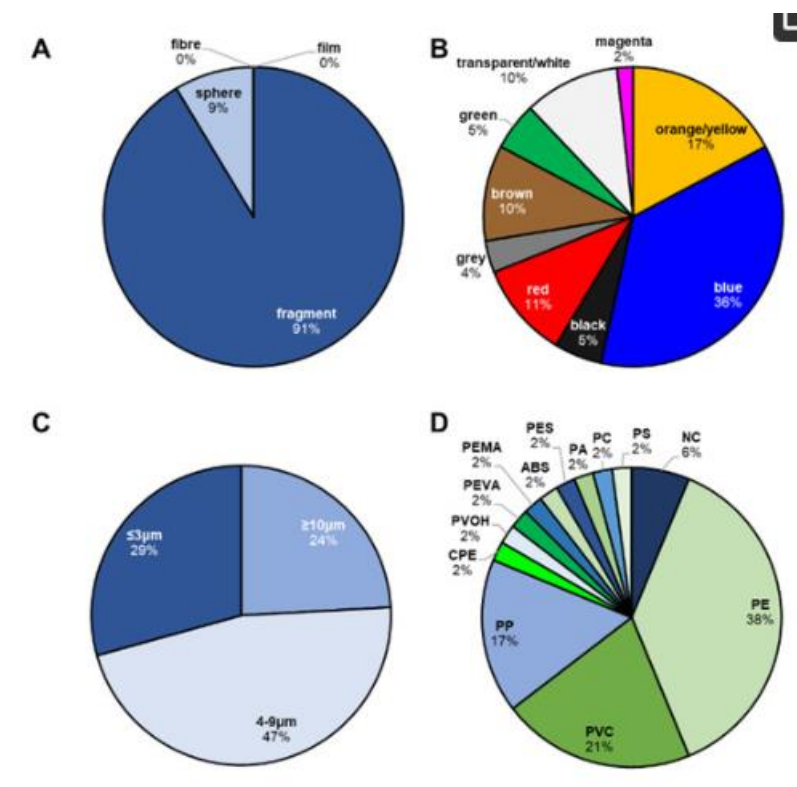 A
fibre
0%
film
0%
sphere
9%
fragment
91%
B
magenta
2%
transparent/white
10%
green
5%
brown
10%
grey
4%
red
11%
black
5%
blue
36%
orange/yellow
17%
C
≤3µm
29%
≥10µm
24%
4-9µm
47%
D
PES
2%
PC
2%
PS
2%
NC
6%
PEMA
2%
ABS
2%
PA
2%
PEVA
2%
PVOH
2%
CPE
2%
PP
17%
PE
38%
PVC
21%